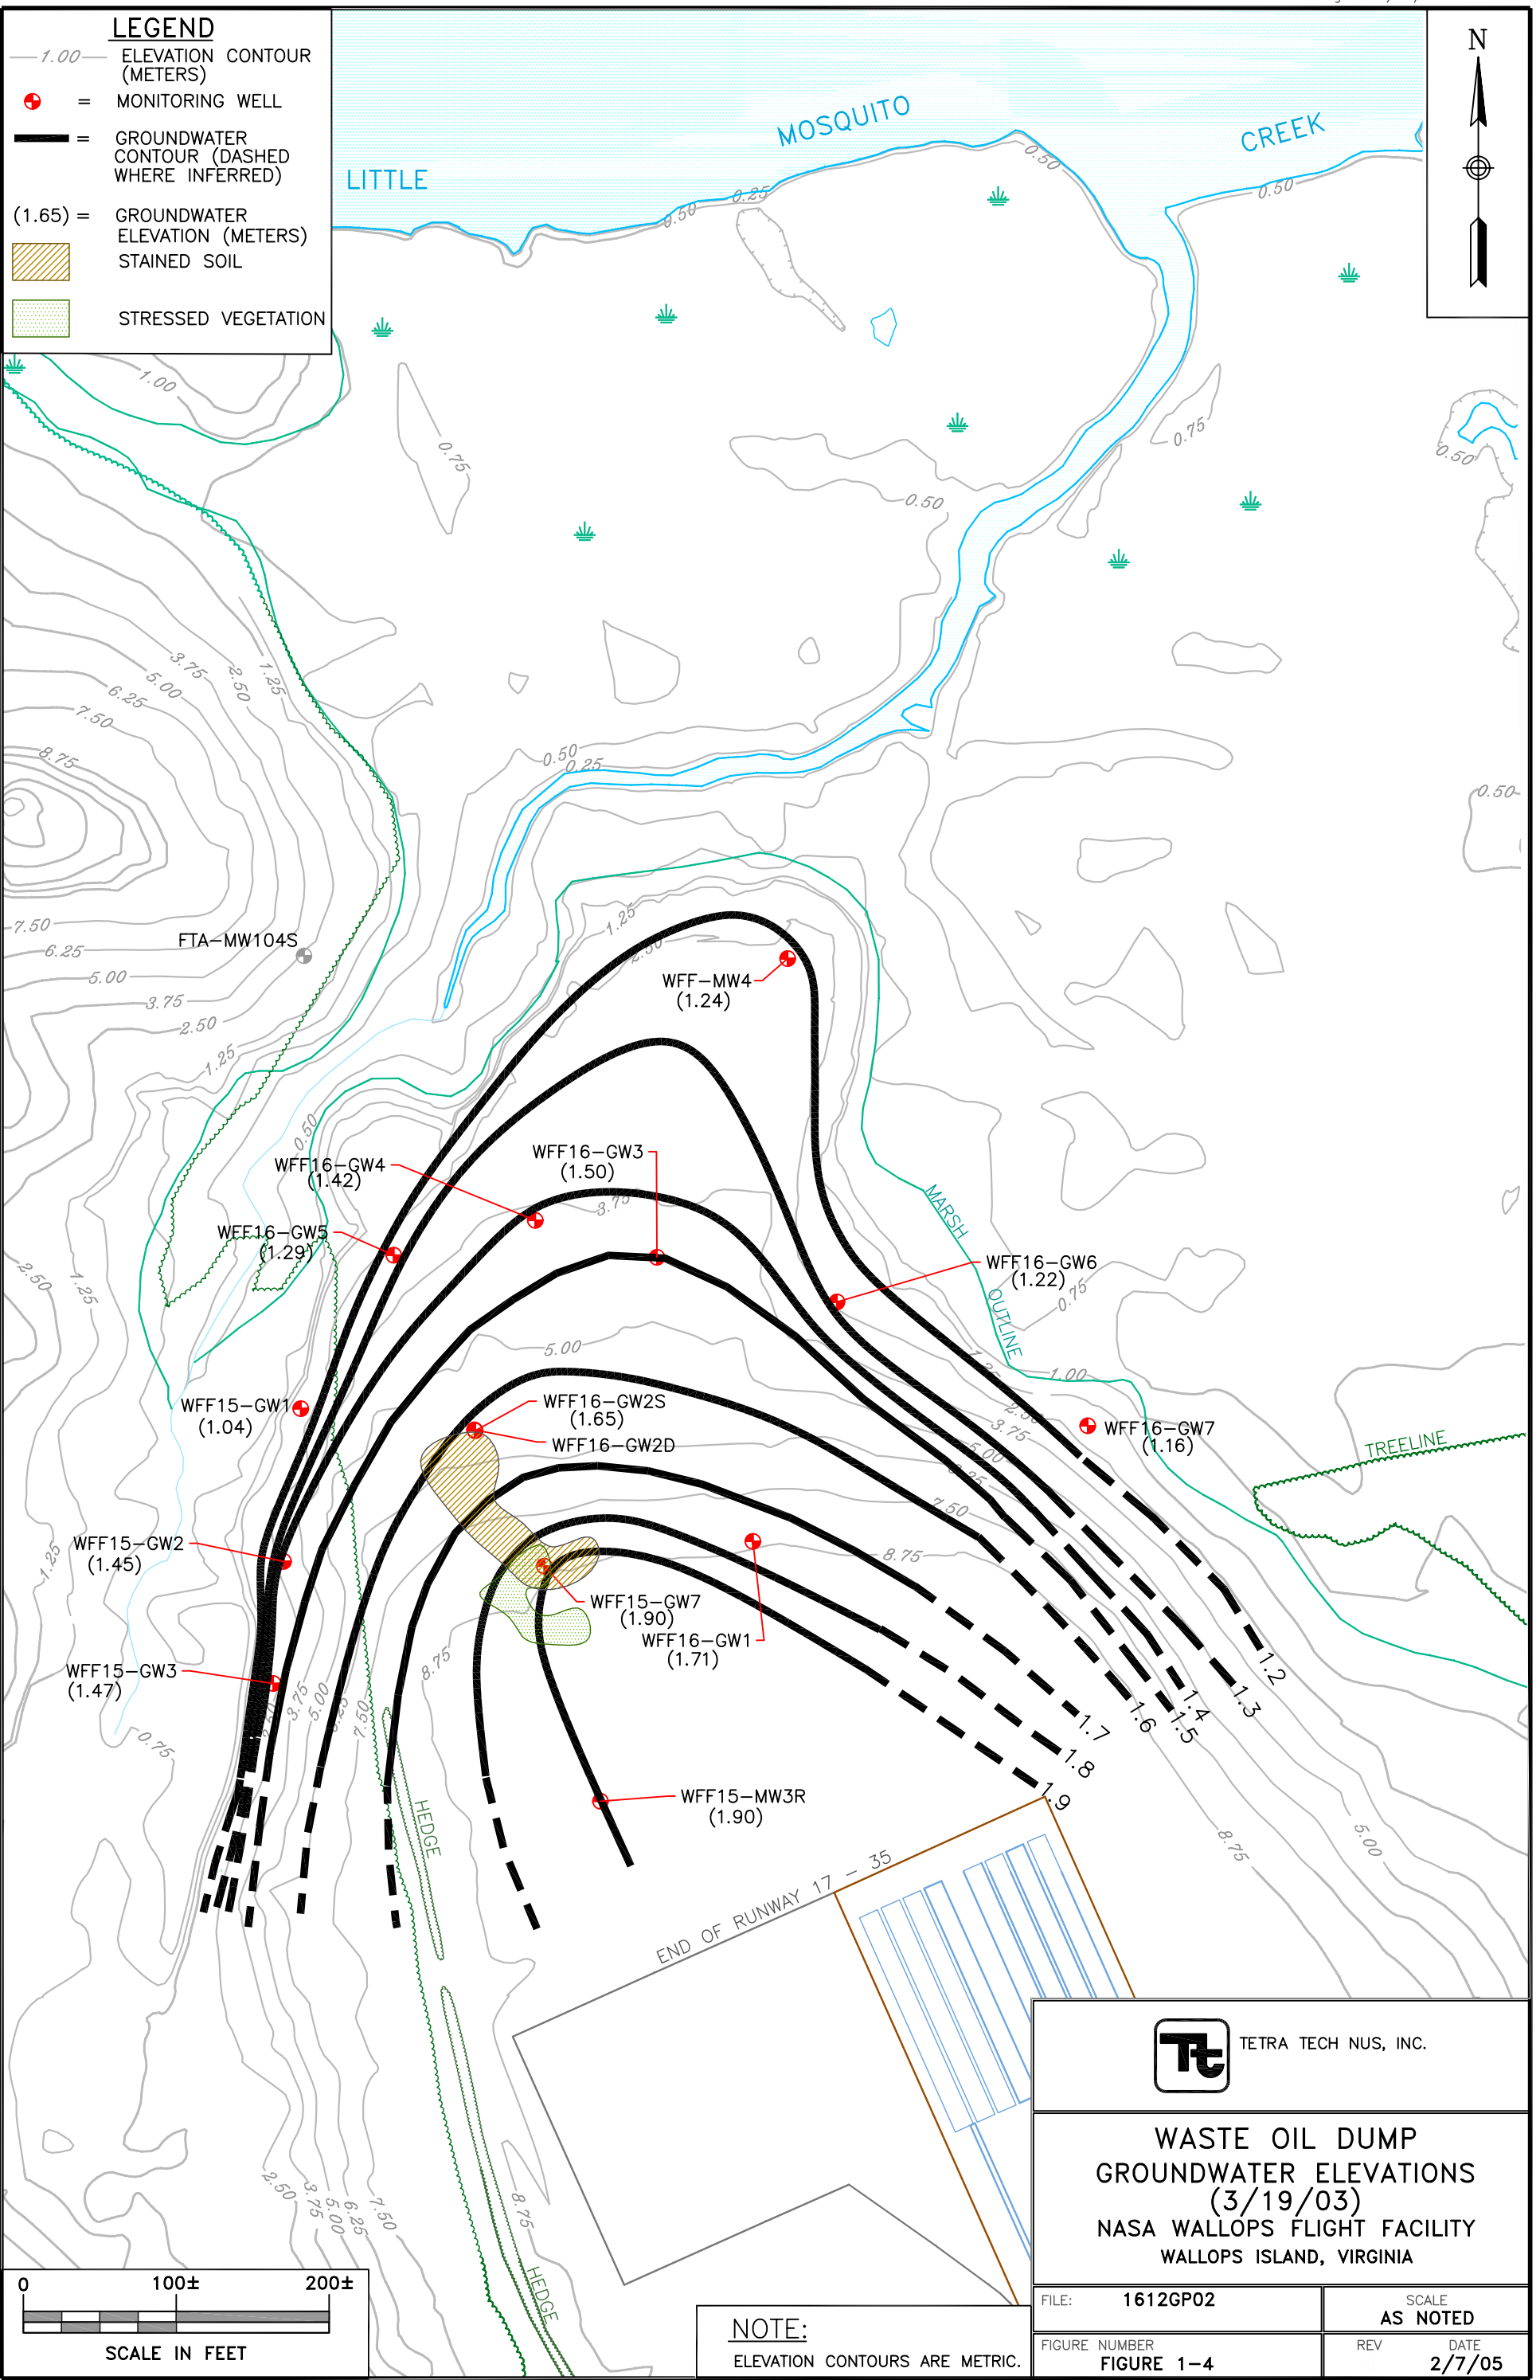 LEGEND
1.00 ELEVATION CONTOUR
(METERS)
= MONITORING WELL
= GROUNDWATER
CONTOUR (DASHED
WHERE INFERRED)
(1.65) = GROUNDWATER
ELEVATION (METERS)
STAINED SOIL
STRESSED VEGETATION
N
LITTLE MOSQUITO CREEK
0.50
0.25
0.50
0.50
1.00
0.75
0.75
0.50
0.50
3.75
5.00
6.25
7.50
8.75
2.50
1.25
0.50
0.25
0.50
7.50
6.25
5.00
3.75
2.50
1.25
FTA-MW104S
1.25
2.50
WFF-MW4
(1.24)
0.50
WFF16-GW4
(1.42)
WFF16-GW3
(1.50)
3.75
WFF16-GW5
(1.29)
MARSH OUTLINE
WFF16-GW6
(1.22)
0.75
2.50
1.25
5.00
1.00
WFF15-GW1
(1.04)
WFF16-GW2S
(1.65)
WFF16-GW2D
2.50
3.75
5.00
6.25
7.50
8.75
WFF16-GW7
(1.16)
TREELINE
WFF15-GW2
(1.45)
1.25
WFF15-GW7
(1.90)
WFF16-GW1
(1.71)
WFF15-GW3
(1.47)
8.75
2.50
3.75
5.00
6.25
7.50
0.75
1.2
1.3
1.4
1.5
1.6
1.7
1.8
1.9
WFF15-MW3R
(1.90)
HEDGE
8.75
5.00
END OF RUNWAY 17 - 35
2.50
3.75
5.00
6.25
7.50
8.75
HEDGE
0 100± 200±
SCALE IN FEET
NOTE:
ELEVATION CONTOURS ARE METRIC.
Tt TETRA TECH NUS, INC.
WASTE OIL DUMP
GROUNDWATER ELEVATIONS
(3/19/03)
NASA WALLOPS FLIGHT FACILITY
WALLOPS ISLAND, VIRGINIA
FILE: 1612GP02
SCALE
AS NOTED
FIGURE NUMBER
FIGURE 1-4
REV
DATE
2/7/05